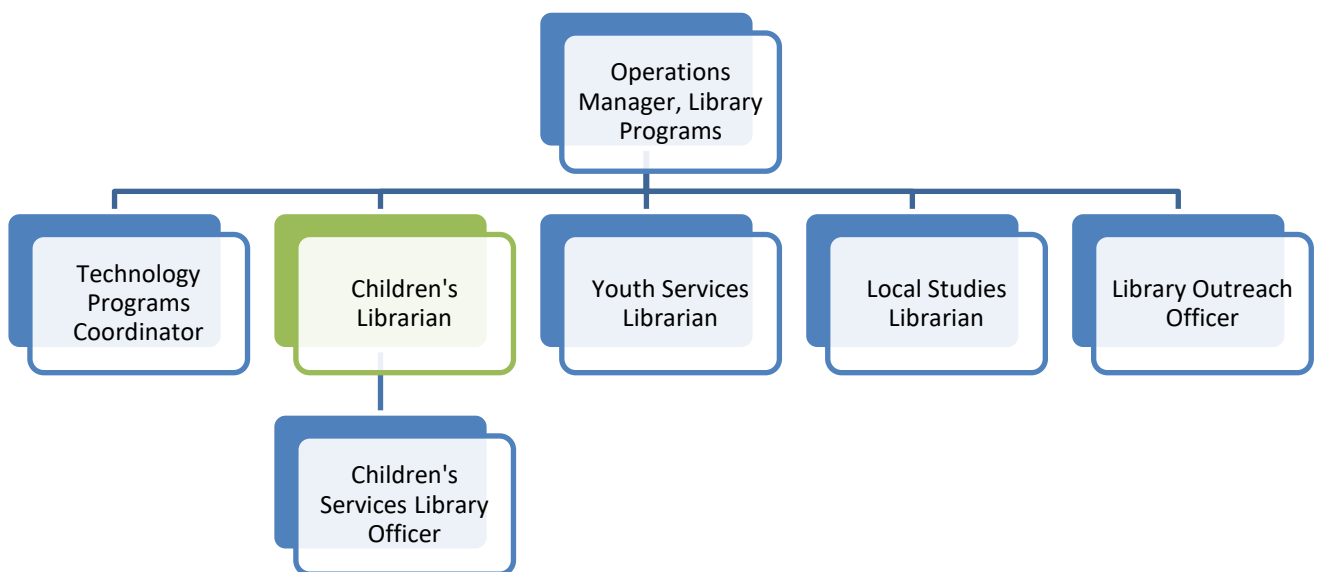 Operations
Manager, Library
Programs
Technology
Programs
Coordinator
Children's
Librarian
Youth Services
Librarian
Local Studies
Librarian
Library Outreach
Officer
Children's
Services Library
Officer